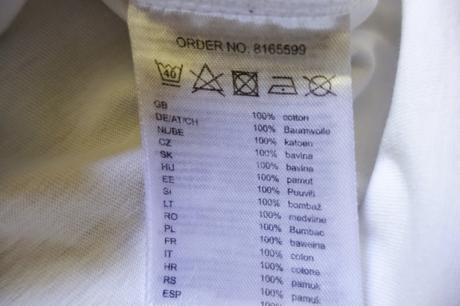 ORDER NO. 8165599
40
GB 100% cotton
DE/AT/CH 100% Baumwolle
NL/BE 100% katoen
CZ 100% bavlna
SK 100% bavlna
HU 100% pamut
EE 100% Puuvill
SI 100% bombaž
LT 100% medvilnė
RO 100% Bumbac
PL 100% bawełna
FR 100% coton
IT 100% cotone
HR 100% pamuk
RS 100% pamuk
ESP 100%